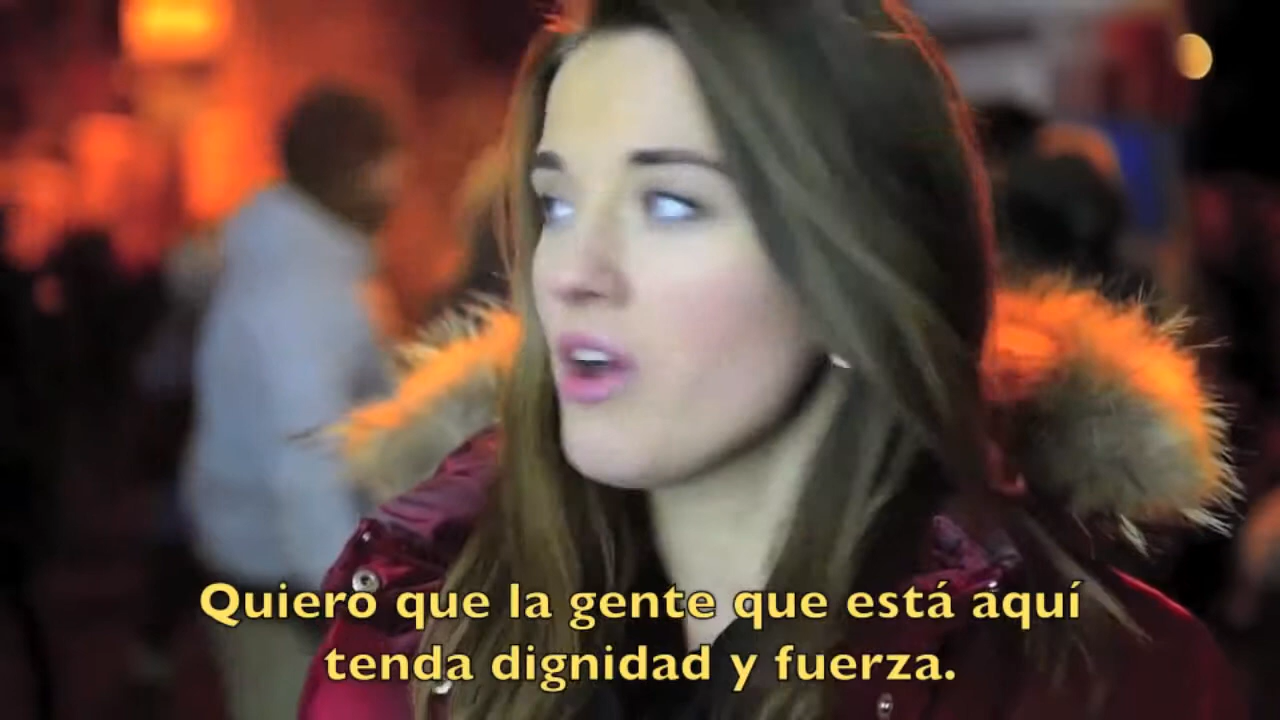 Quiero que la gente que está aquí
tenda dignidad y fuerza.